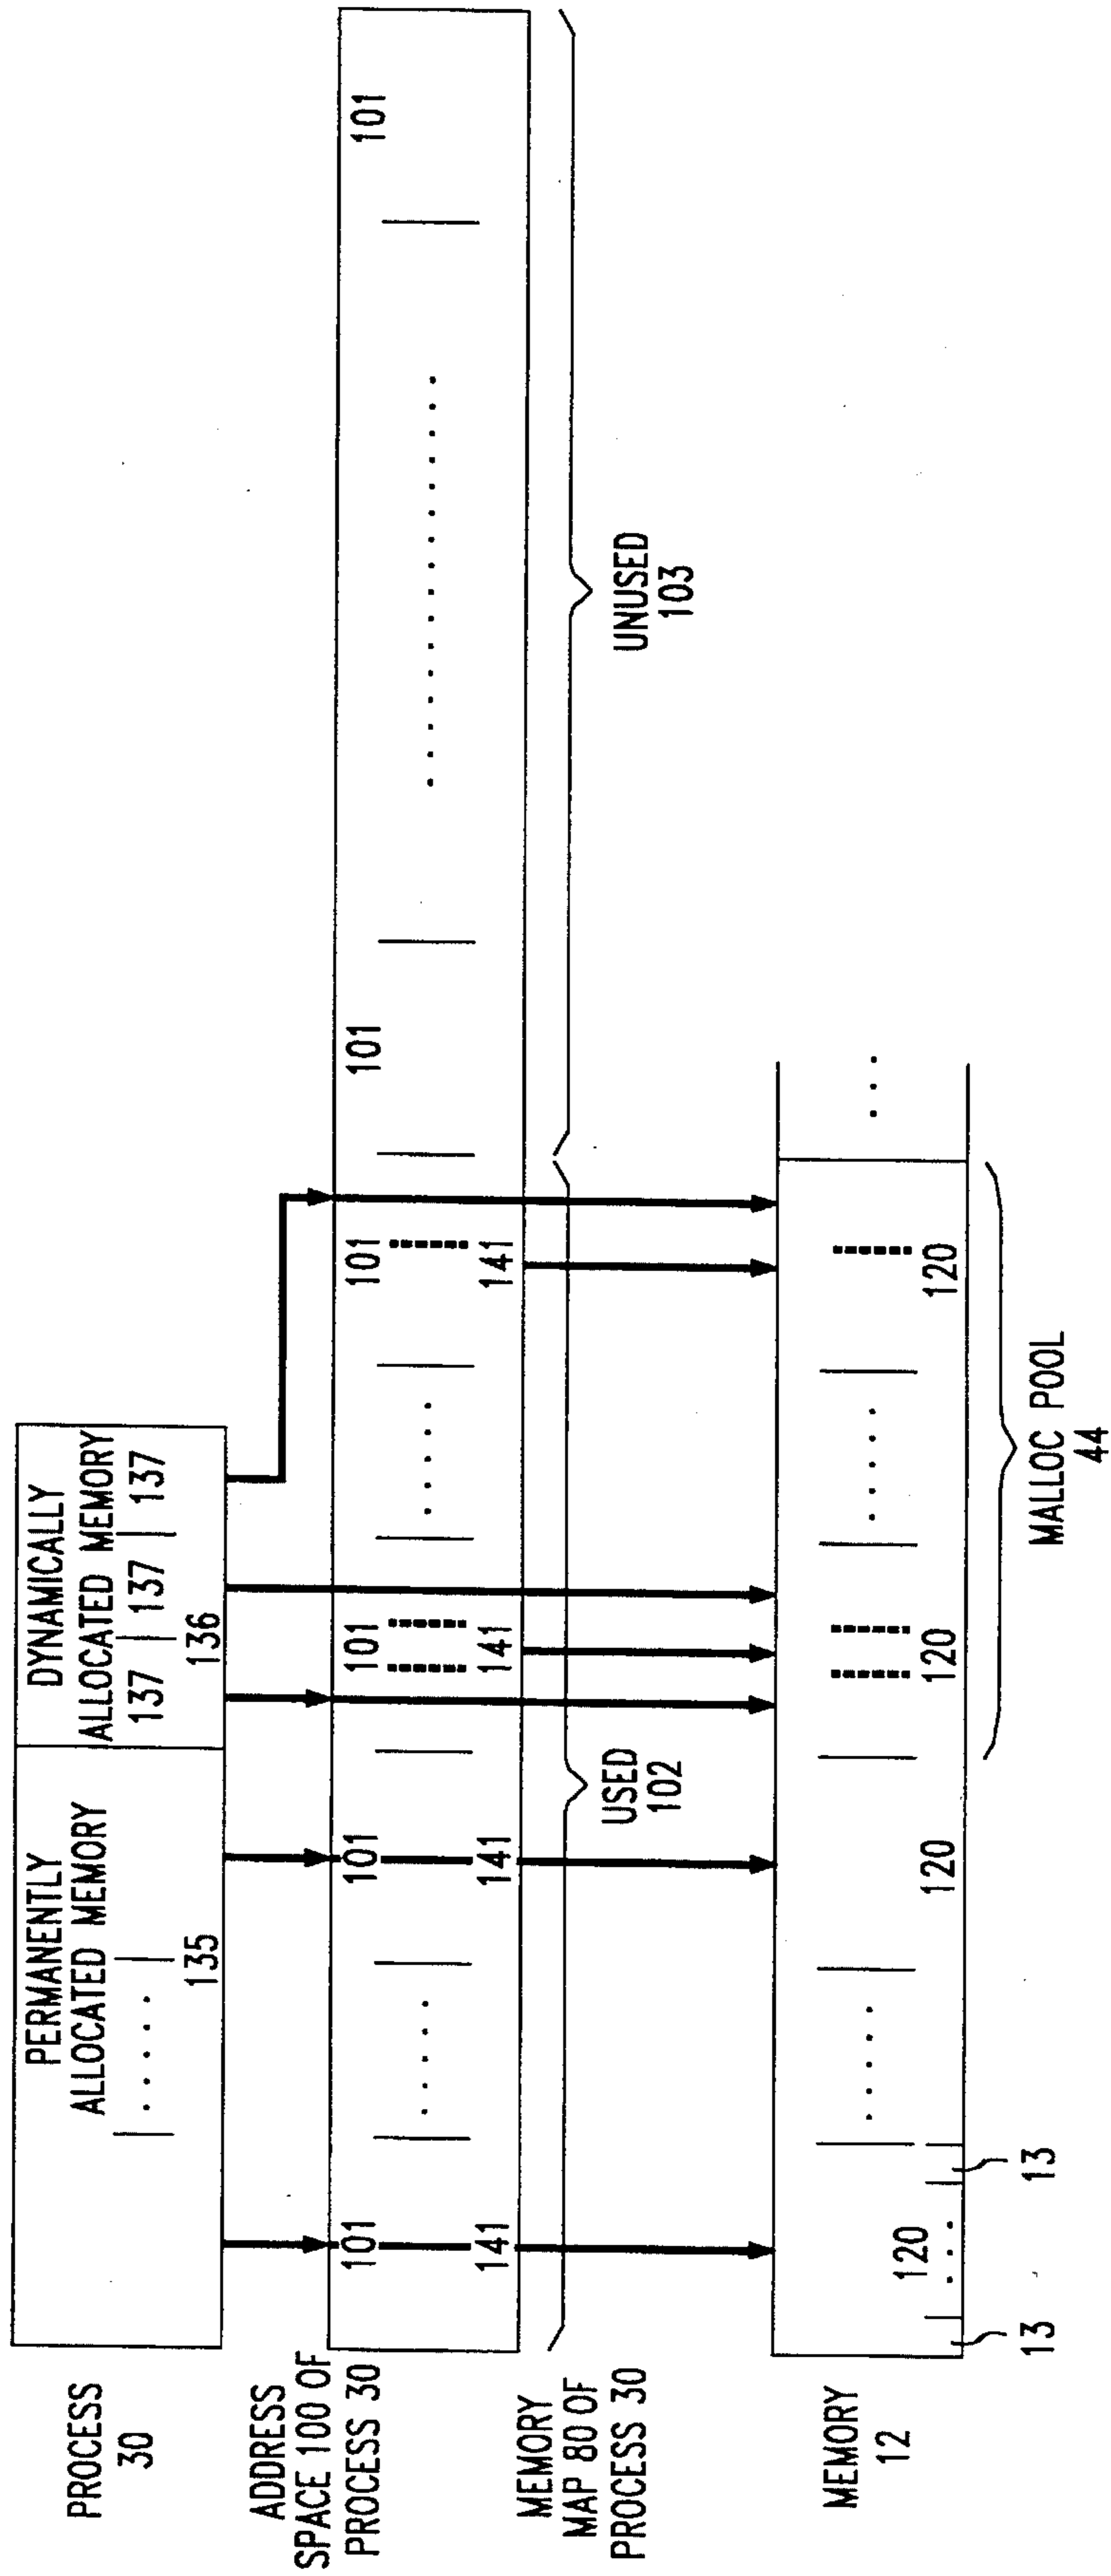 PROCESS
30
PERMANENTLY
ALLOCATED MEMORY
135
DYNAMICALLY
ALLOCATED MEMORY
137 137 137
136
ADDRESS
SPACE 100 OF
PROCESS 30
101 101 101 101 101 101
MEMORY
MAP 80 OF
PROCESS 30
141 141 141 141
USED
102
UNUSED
103
MEMORY
12
120 120 120 120
13 13
MALLOC POOL
44